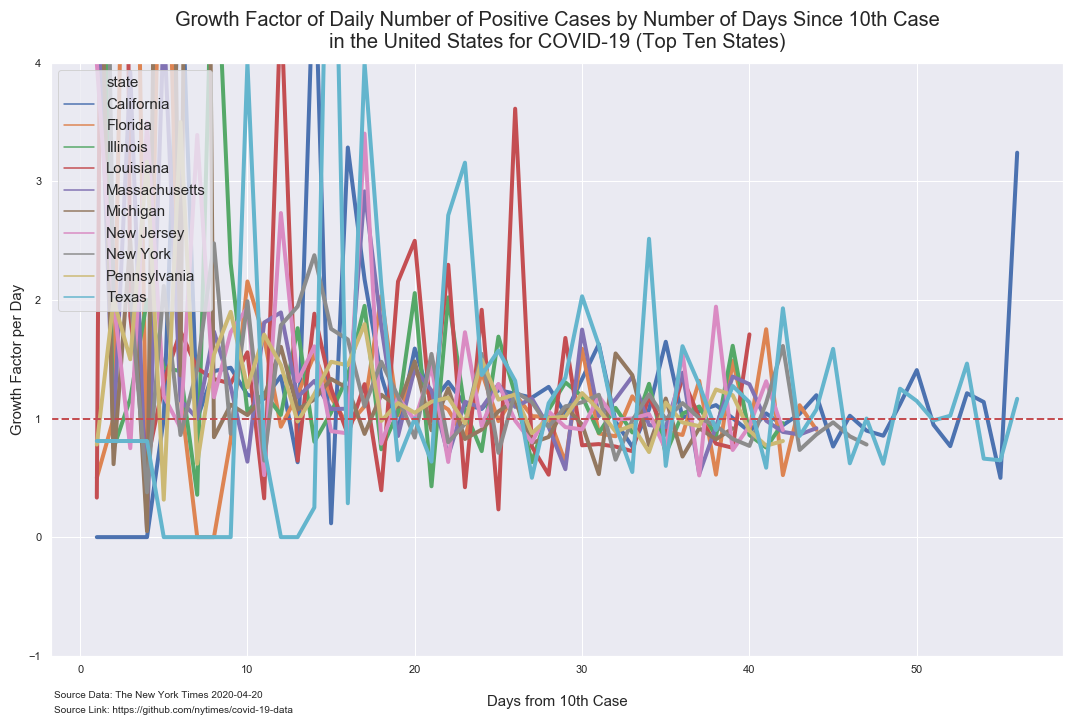 Growth Factor of Daily Number of Positive Cases by Number of Days Since 10th Case
in the United States for COVID-19 (Top Ten States)
4
3
2
1
0
−1
Growth Factor per Day
state
California
Florida
Illinois
Louisiana
Massachusetts
Michigan
New Jersey
New York
Pennsylvania
Texas
0 10 20 30 40 50
Days from 10th Case
Source Data: The New York Times 2020-04-20
Source Link: https://github.com/nytimes/covid-19-data